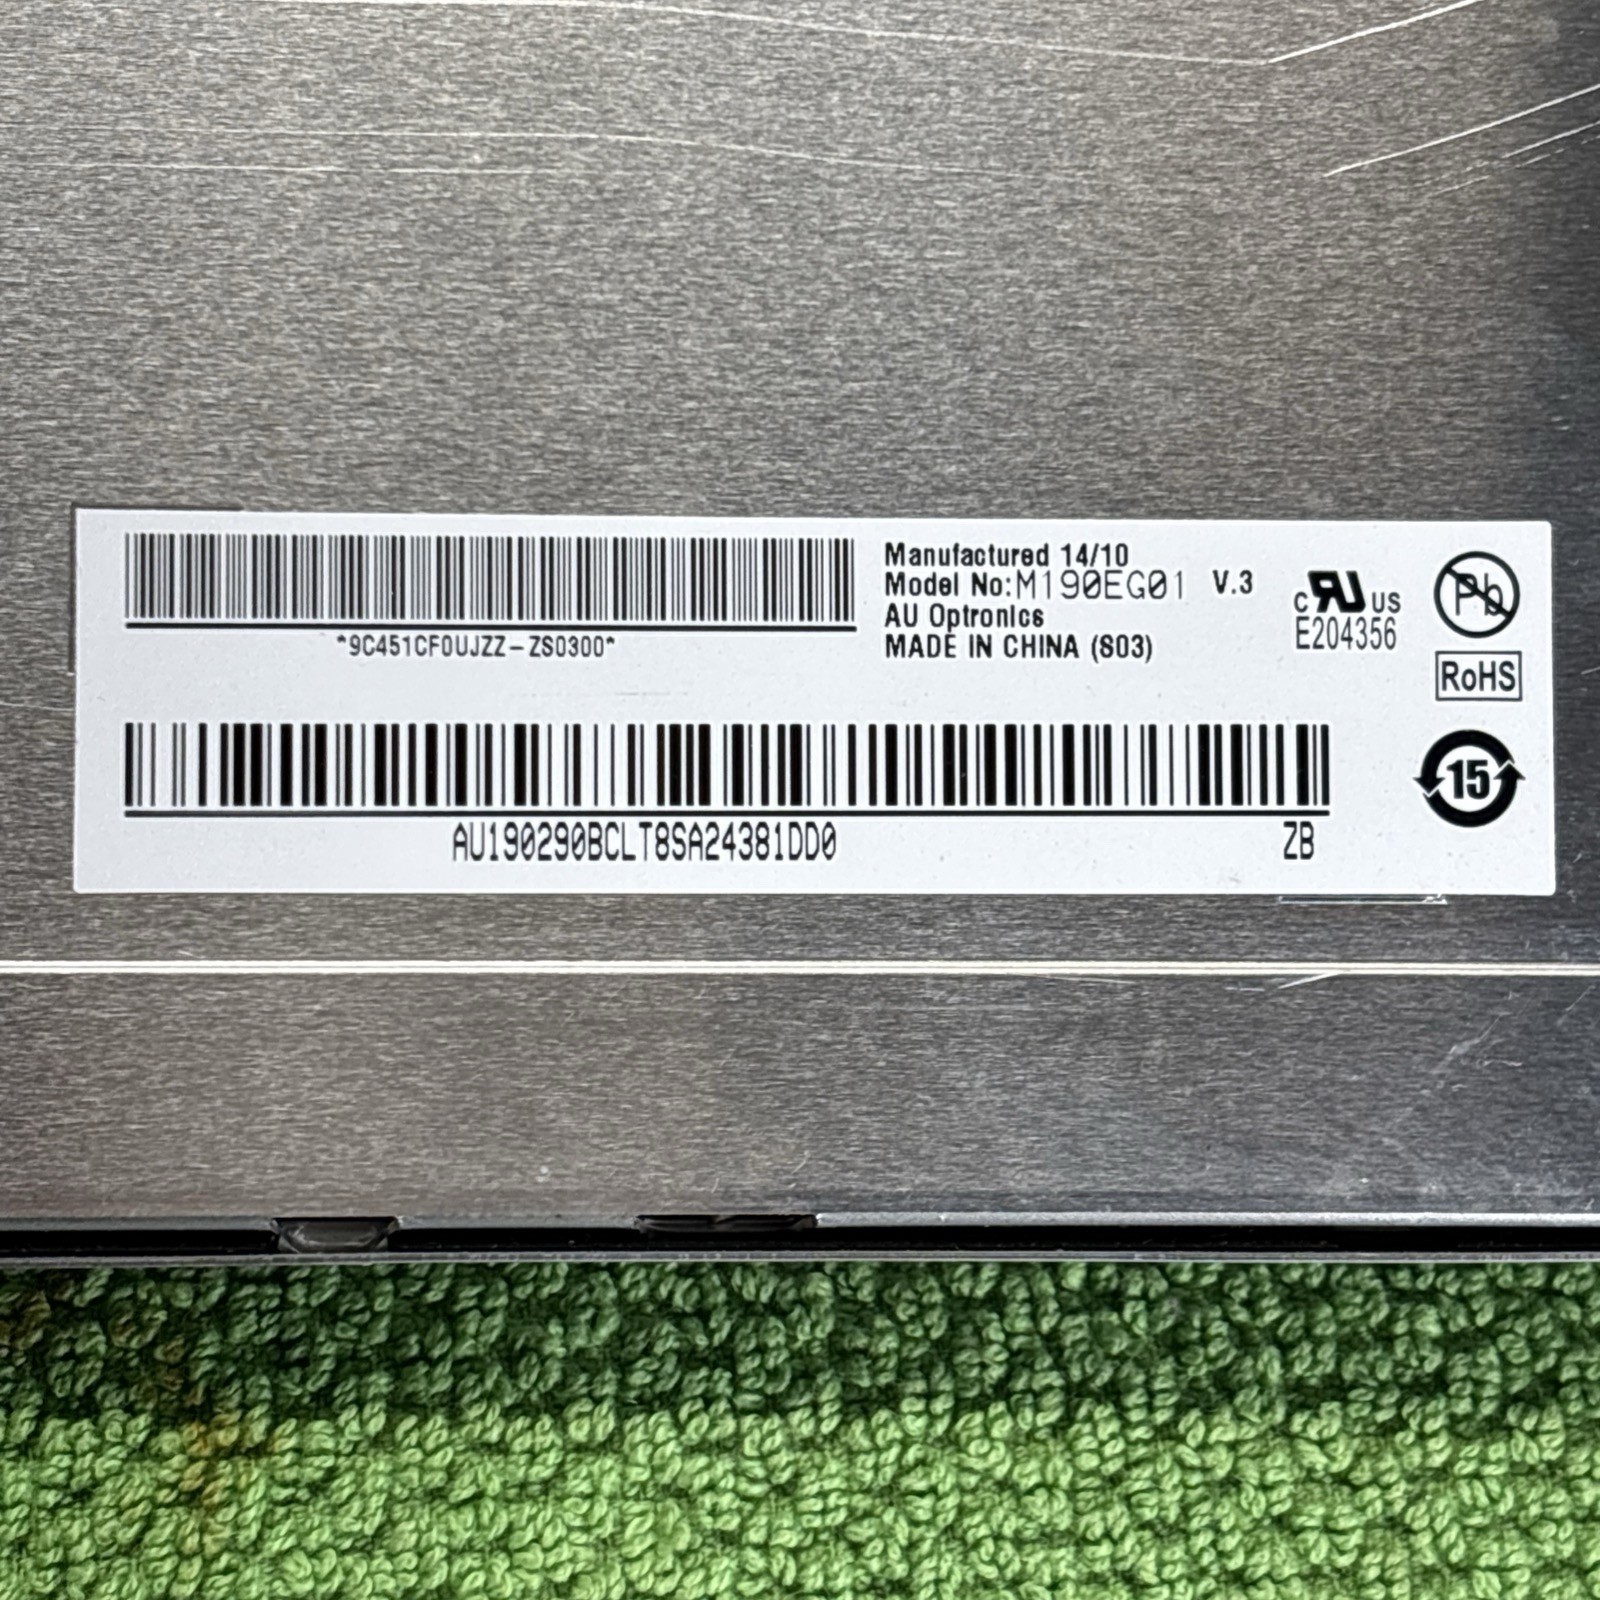 Manufactured 14/10
Model No:M190EG01 V.3
AU Optronics
MADE IN CHINA (S03)
*9C451CF0UJZZ-ZS0300*
c RU US
E204356
Pb
RoHS
15
AU190290BCLT8SA24381DD0 ZB